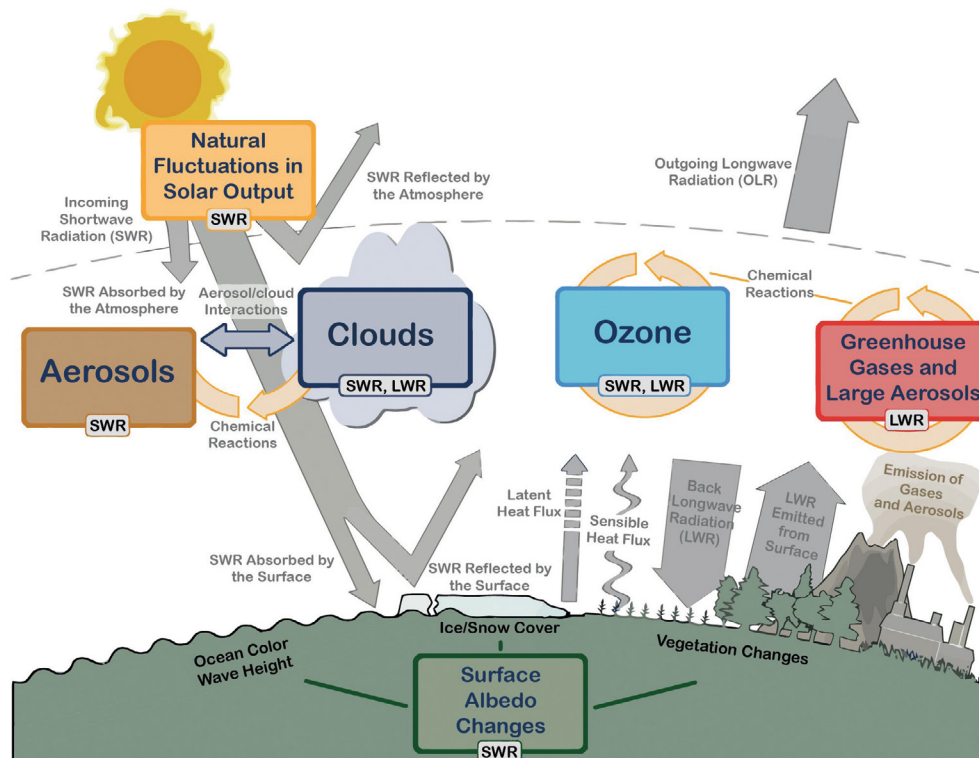 Natural
Fluctuations in
Solar Output
SWR
Incoming
Shortwave
Radiation (SWR)
SWR Reflected by
the Atmosphere
Outgoing Longwave
Radiation (OLR)
SWR Absorbed by
the Atmosphere
Aerosol/cloud
Interactions
Chemical
Reactions
Aerosols
SWR
Clouds
SWR, LWR
Ozone
SWR, LWR
Greenhouse
Gases and
Large Aerosols
LWR
Chemical
Reactions
Emission of
Gases
and Aerosols
Latent
Heat Flux
Sensible
Heat Flux
Back
Longwave
Radiation
(LWR)
LWR
Emitted
from
Surface
SWR Absorbed by
the Surface
SWR Reflected by
the Surface
Ice/Snow Cover
Ocean Color
Wave Height
Vegetation Changes
Surface
Albedo
Changes
SWR